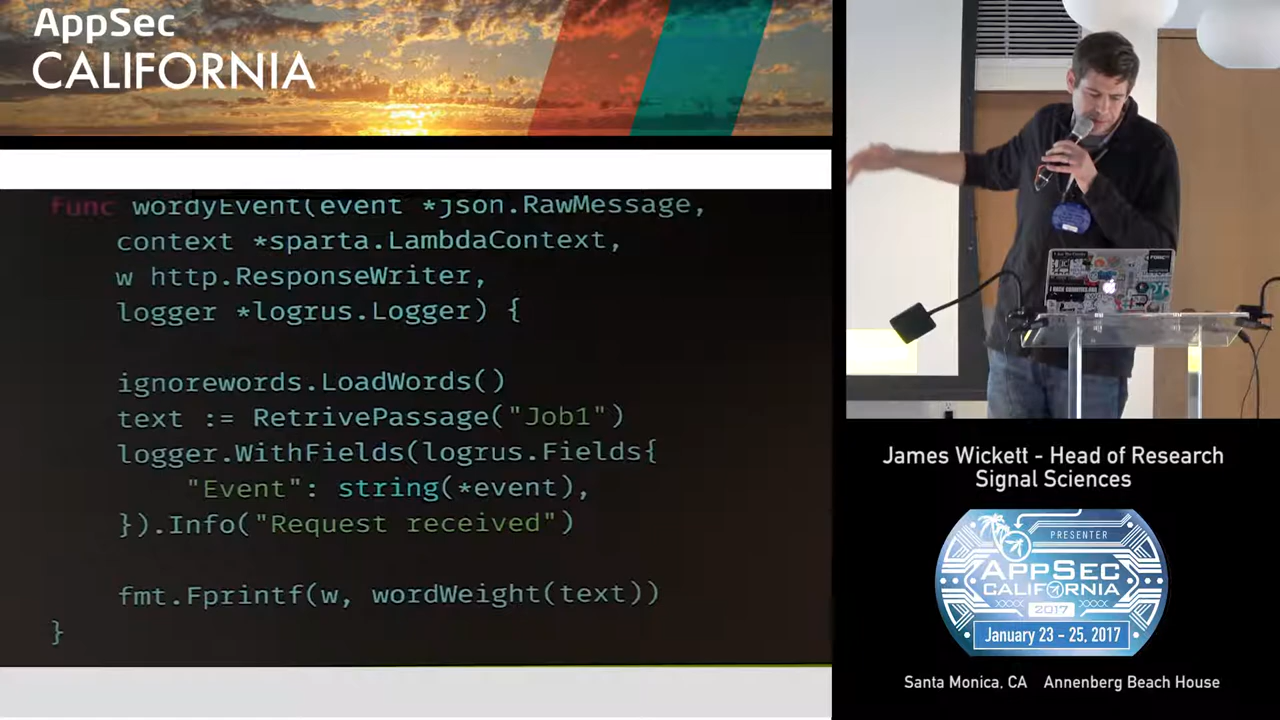 AppSec
CALIFORNIA
func wordyEvent(event *json.RawMessage,
context *sparta.LambdaContext,
w http.ResponseWriter,
logger *logrus.Logger) {
ignorewords.LoadWords()
text := RetrivePassage("Job1")
logger.WithFields(logrus.Fields{
"Event": string(*event),
}).Info("Request received")
fmt.Fprintf(w, wordWeight(text))
}
James Wickett - Head of Research
Signal Sciences
PRESENTER
APPSEC
CALIFORNIA
2017
January 23 - 25, 2017
Santa Monica, CA Annenberg Beach House